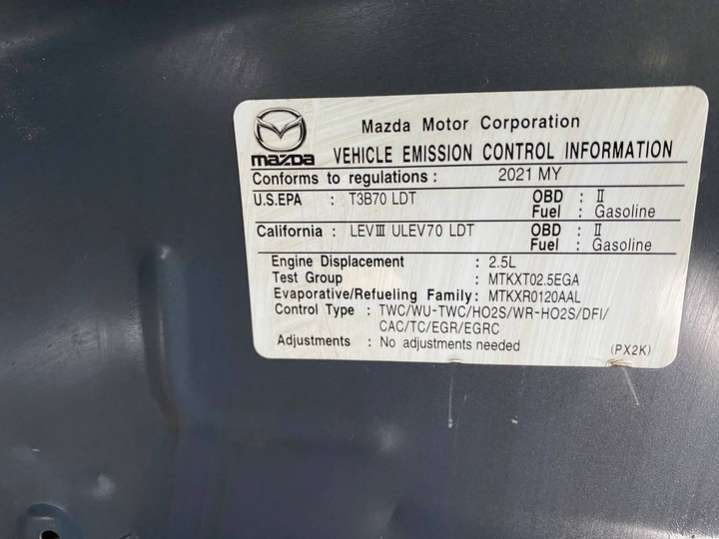 Mazda Motor Corporation
mazda VEHICLE EMISSION CONTROL INFORMATION
Conforms to regulations : 2021 MY
U.S.EPA : T3B70 LDT OBD : Ⅱ
Fuel : Gasoline
California : LEVⅢ ULEV70 LDT OBD : Ⅱ
Fuel : Gasoline
Engine Displacement : 2.5L
Test Group : MTKXT02.5EGA
Evaporative/Refueling Family: MTKXR0120AAL
Control Type : TWC/WU-TWC/HO2S/WR-HO2S/DFI/
CAC/TC/EGR/EGRC
Adjustments : No adjustments needed
(PX2K)